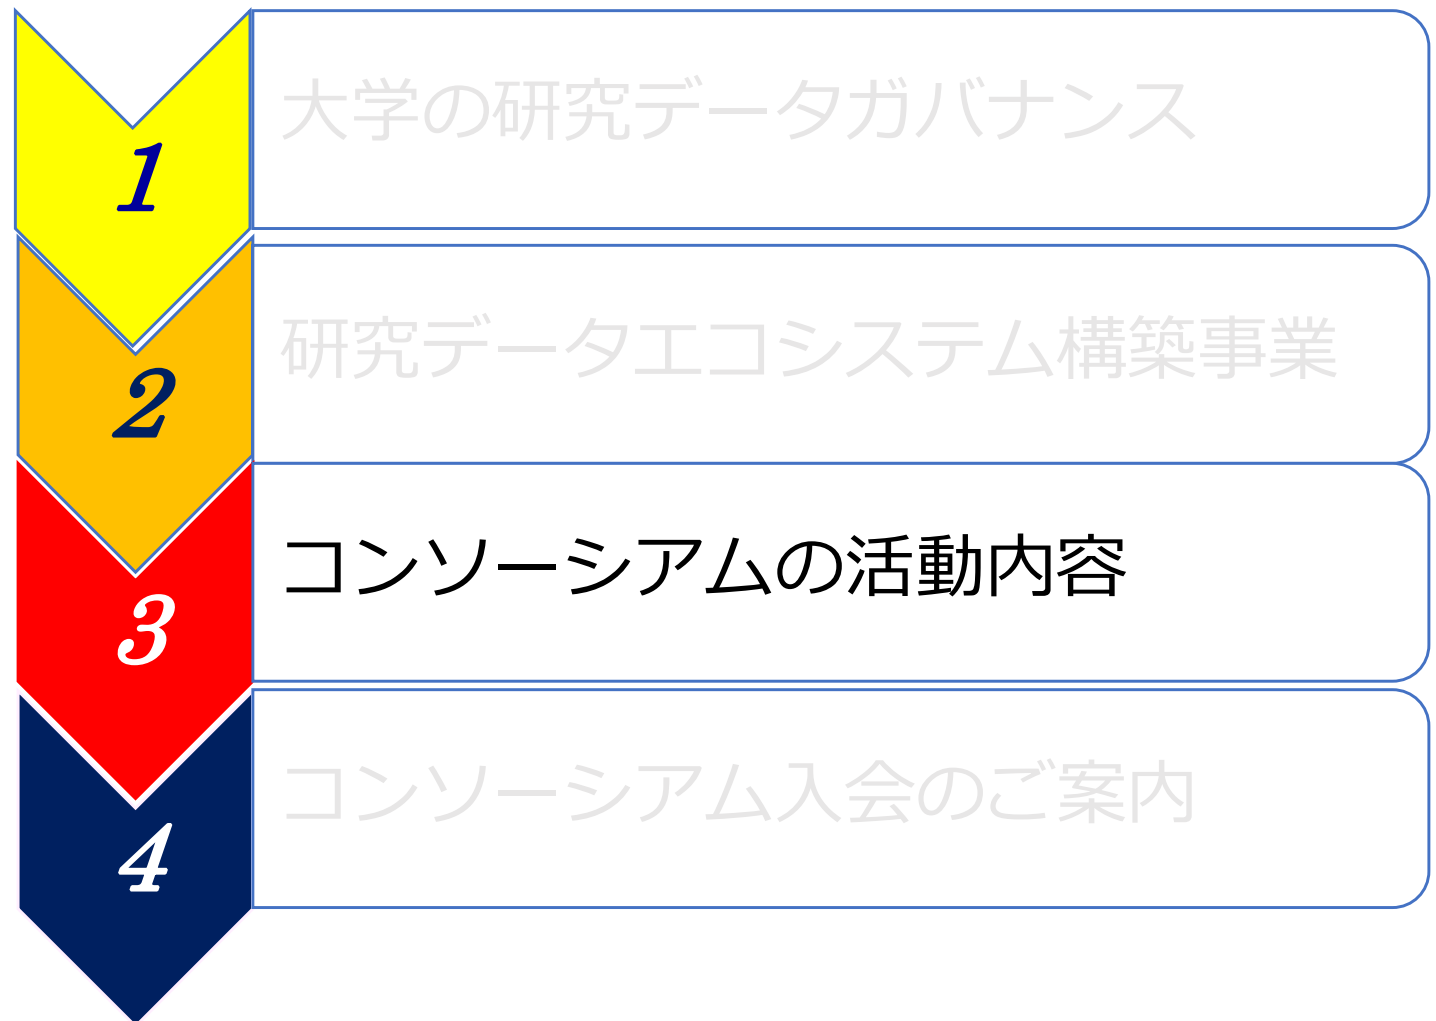 1
大学の研究データガバナンス
2
研究データエコシステム構築事業
3
コンソーシアムの活動内容
4
コンソーシアム入会のご案内